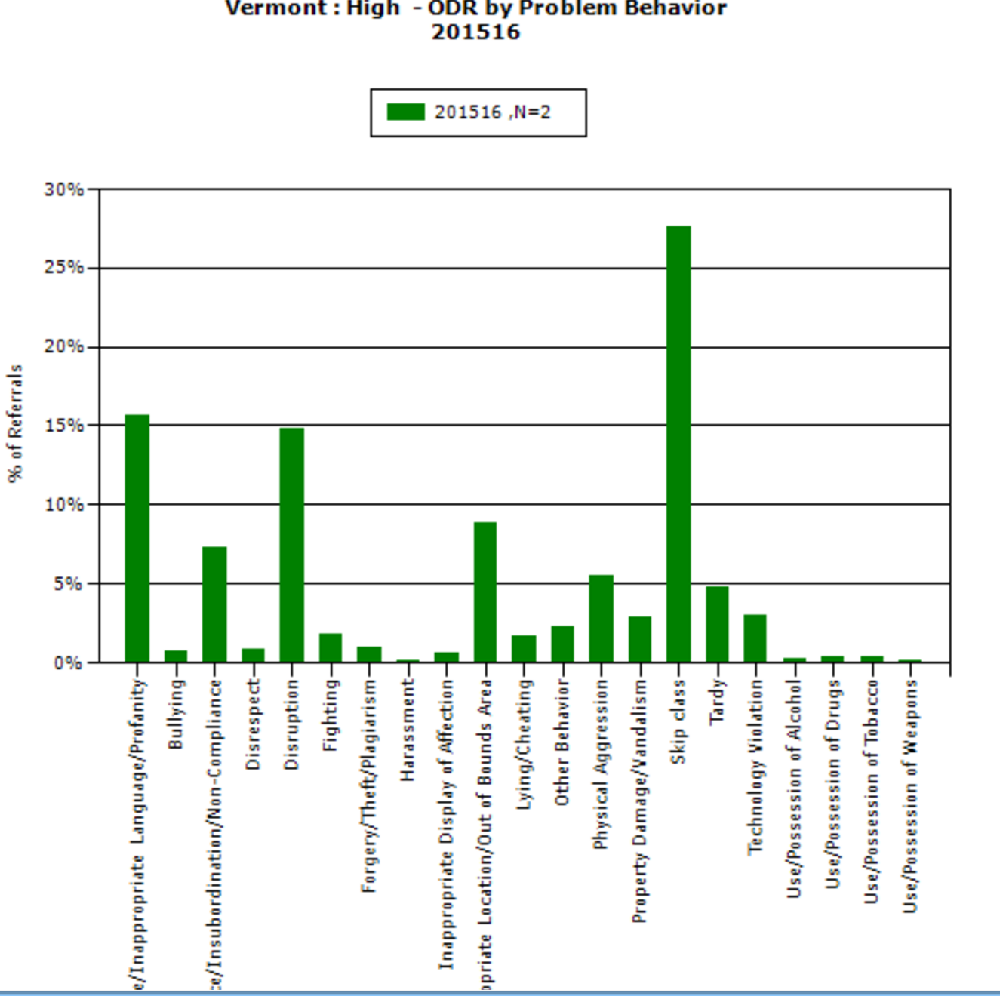 Vermont : High - ODR by Problem Behavior
201516
201516 ,N=2
% of Referrals
30%
25%
20%
15%
10%
5%
0%
e/Inappropriate Language/Profanity
Bullying
ce/Insubordination/Non-Compliance
Disrespect
Disruption
Fighting
Forgery/Theft/Plagiarism
Harassment
Inappropriate Display of Affection
opriate Location/Out of Bounds Area
Lying/Cheating
Other Behavior
Physical Aggression
Property Damage/Vandalism
Skip class
Tardy
Technology Violation
Use/Possession of Alcohol
Use/Possession of Drugs
Use/Possession of Tobacco
Use/Possession of Weapons